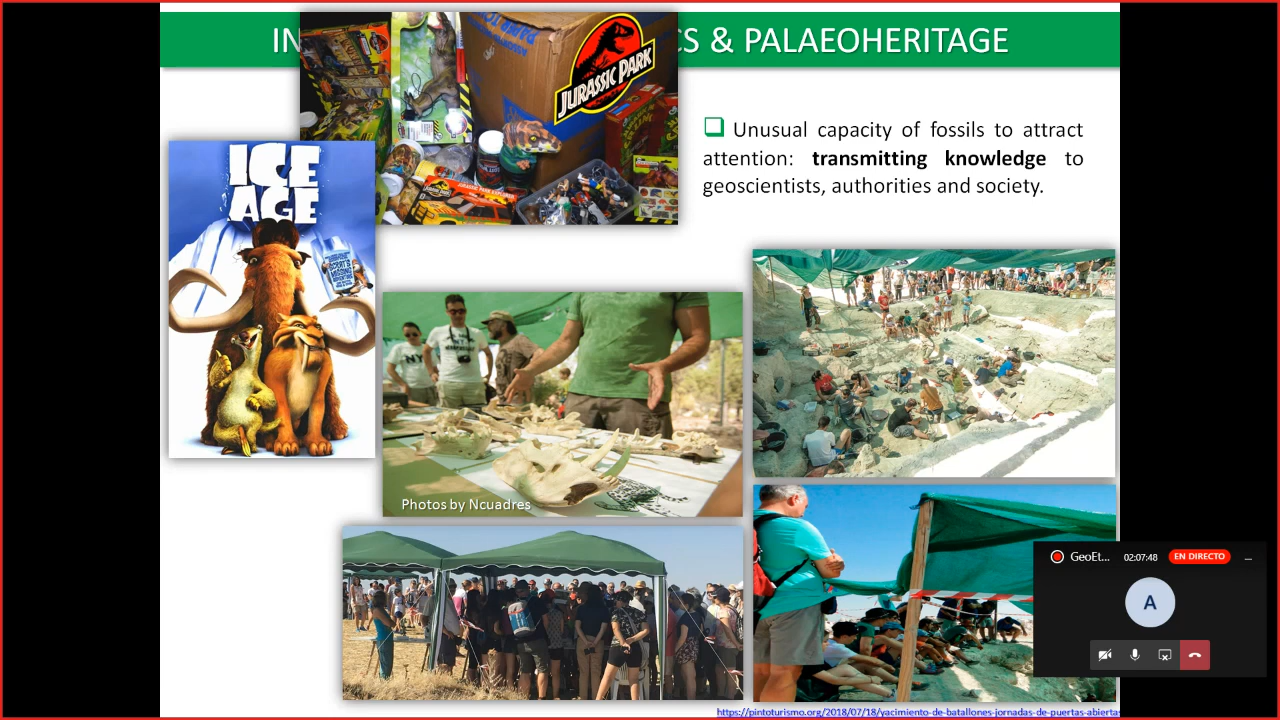 IN
CS & PALAEOHERITAGE
JURASSIC PARK
Unusual capacity of fossils to attract
attention: transmitting knowledge to
geoscientists, authorities and society.
ICE
AGE
NY
Photos by Ncuadres
GeoEt...
02:07:48
EN DIRECTO
A
https://pintoturismo.org/2018/07/18/yacimiento-de-batallones-jornadas-de-puertas-abiertas